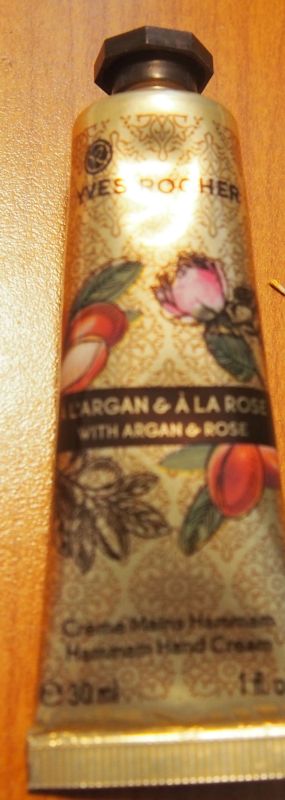 YVES ROCHER
À L'ARGAN & À LA ROSE
WITH ARGAN & ROSE
Crème Mains Hammam
Hammam Hand Cream
℮ 30 ml 1 fl. o